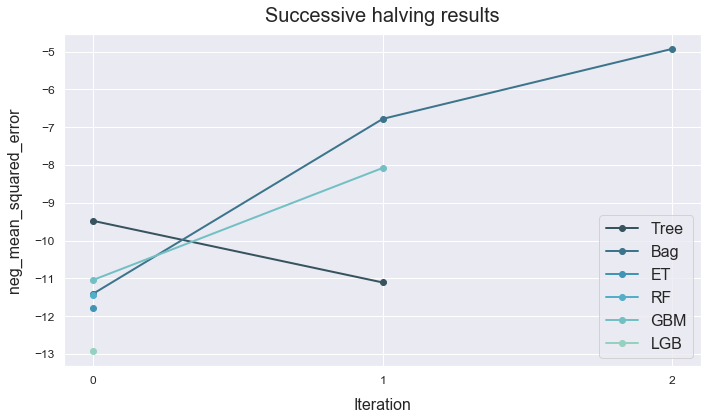 Successive halving results
neg_mean_squared_error
−5
−6
−7
−8
−9
−10
−11
−12
−13
0
1
2
Iteration
Tree
Bag
ET
RF
GBM
LGB